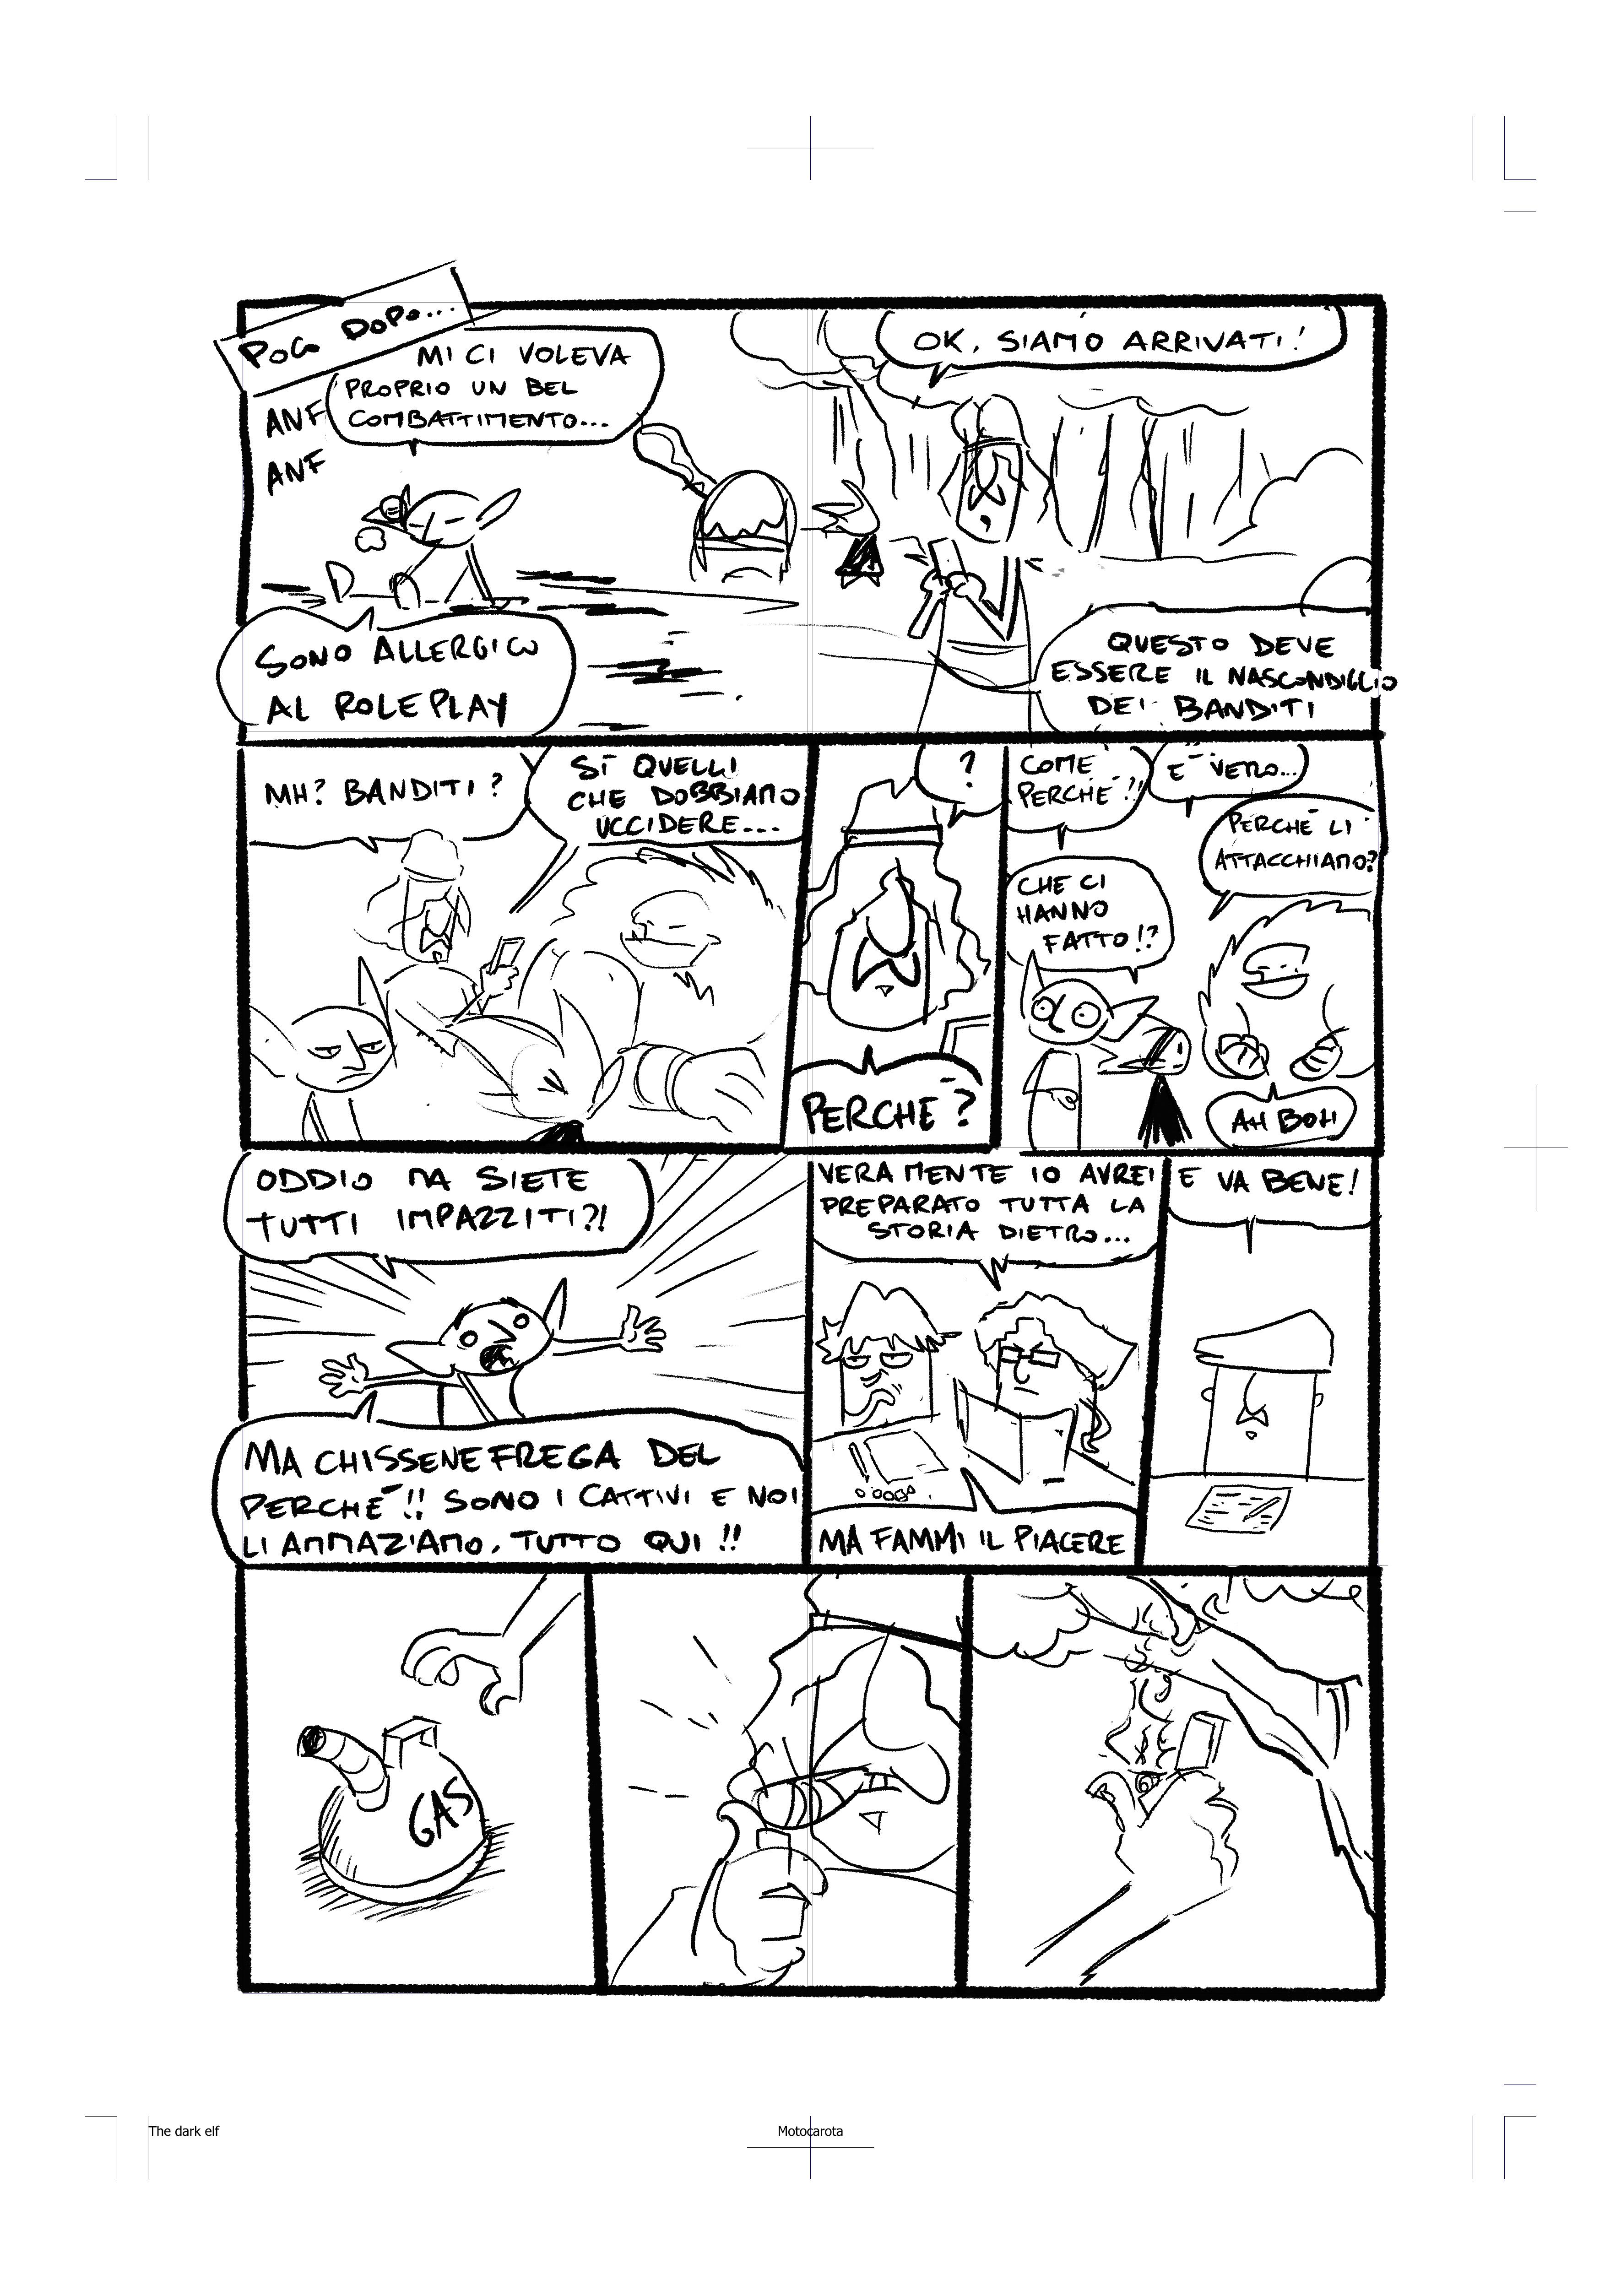 POCO DOPO...
MI CI VOLEVA
PROPRIO UN BEL
COMBATTIMENTO...
ANF
ANF
SONO ALLERGICO
AL ROLEPLAY
OK, SIAMO ARRIVATI!
QUESTO DEVE
ESSERE IL NASCONDIGLIO
DEI BANDITI
MH? BANDITI?
SÌ QUELLI
CHE DOBBIAMO
UCCIDERE...
?
PERCHÉ?
COME
PERCHÉ!!
CHE CI
HANNO
FATTO!?
È VERO...
PERCHÉ LI
ATTACCHIAMO?
AH BOH
ODDIO MA SIETE
TUTTI IMPAZZITI?!
MA CHISSENEFREGA DEL
PERCHÉ!! SONO I CATTIVI E NOI
LI AMMAZIAMO. TUTTO QUI!!
VERAMENTE IO AVREI
PREPARATO TUTTA LA
STORIA DIETRO...
MA FAMMI IL PIACERE
E VA BENE!
GAS
The dark elf
Motocarota